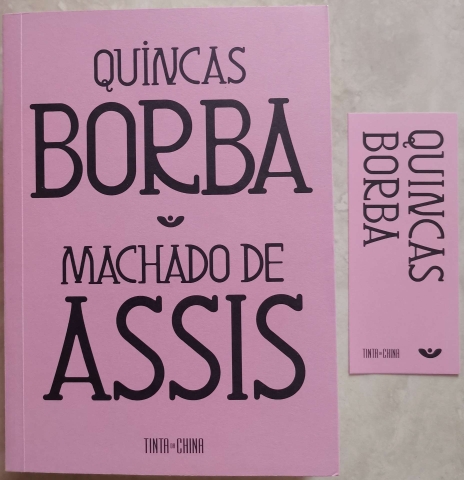 QUINCAS
BORBA
MACHADO DE
ASSIS
TINTA DA CHINA
QUINCAS
BORBA
TINTA DA CHINA